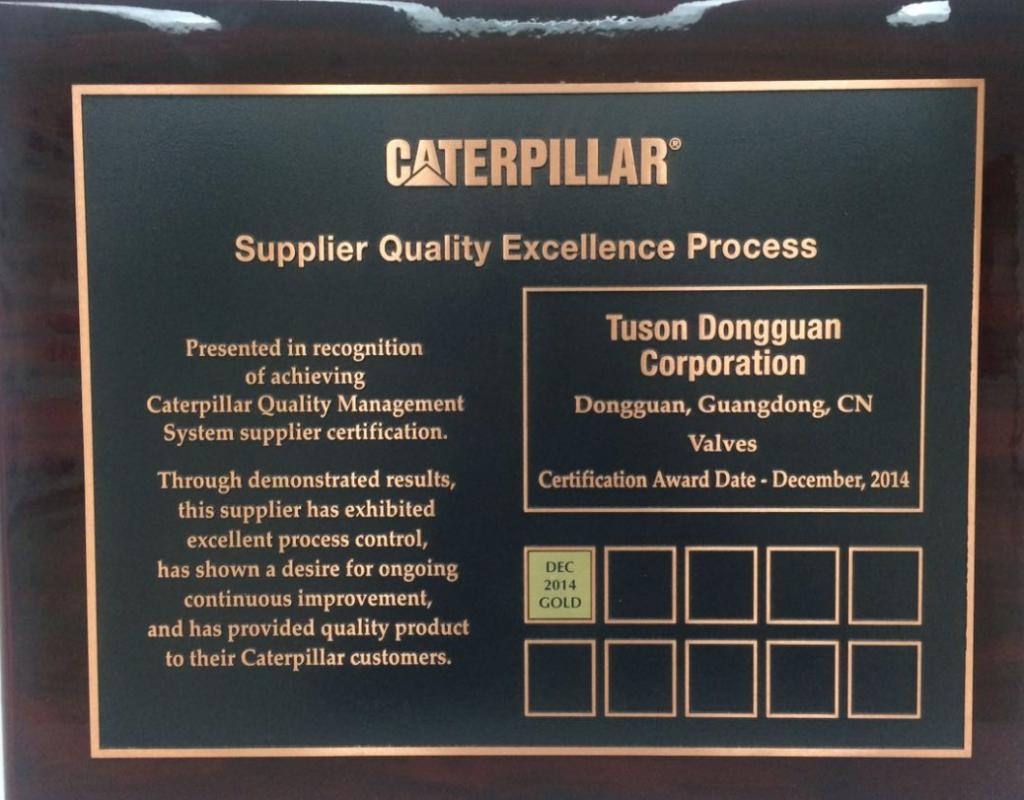 CATERPILLAR®
Supplier Quality Excellence Process
Presented in recognition
of achieving
Caterpillar Quality Management
System supplier certification.
Through demonstrated results,
this supplier has exhibited
excellent process control,
has shown a desire for ongoing
continuous improvement,
and has provided quality product
to their Caterpillar customers.
Tuson Dongguan
Corporation
Dongguan, Guangdong, CN
Valves
Certification Award Date - December, 2014
DEC
2014
GOLD